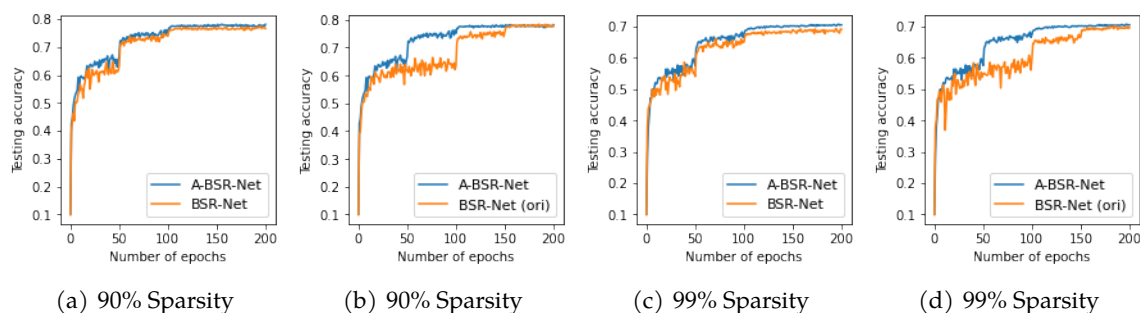 0.8
0.7
0.6
0.5
0.4
0.3
0.2
0.1
Testing accuracy
A-BSR-Net
BSR-Net
0 50 100 150 200
Number of epochs
(a) 90% Sparsity
0.8
0.7
0.6
0.5
0.4
0.3
0.2
0.1
Testing accuracy
A-BSR-Net
BSR-Net (ori)
0 50 100 150 200
Number of epochs
(b) 90% Sparsity
0.7
0.6
0.5
0.4
0.3
0.2
0.1
Testing accuracy
A-BSR-Net
BSR-Net
0 50 100 150 200
Number of epochs
(c) 99% Sparsity
0.7
0.6
0.5
0.4
0.3
0.2
0.1
Testing accuracy
A-BSR-Net
BSR-Net (ori)
0 50 100 150 200
Number of epochs
(d) 99% Sparsity